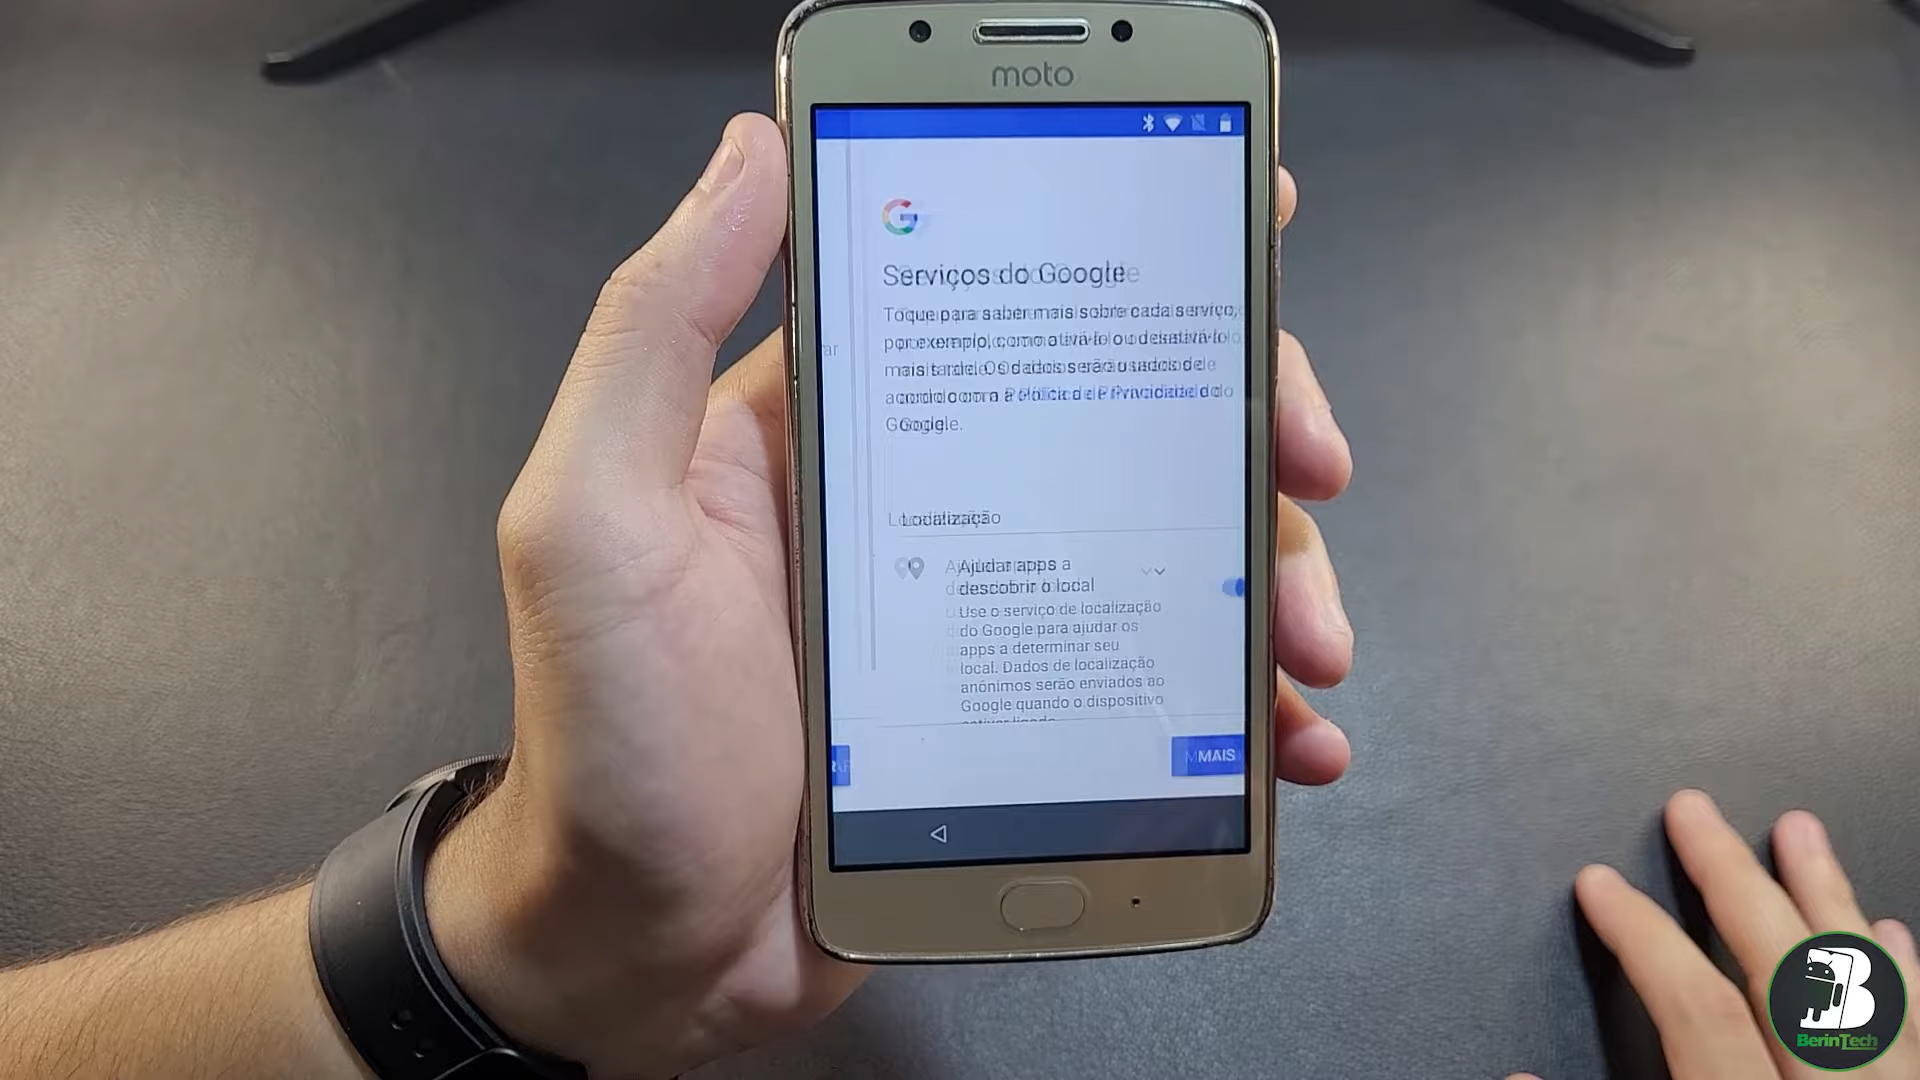 moto
Serviços do Google
Toque para saber mais sobre cada serviço,
por exemplo, como ativá-lo ou desativá-lo
mais tarde. Os dados serão usados de
acordo com a Política de Privacidade do
Google.
Localização
Ajudar apps a
descobrir o local
Use o serviço de localização
do Google para ajudar os
apps a determinar seu
local. Dados de localização
anônimos serão enviados ao
Google quando o dispositivo
MAIS
BerinTech